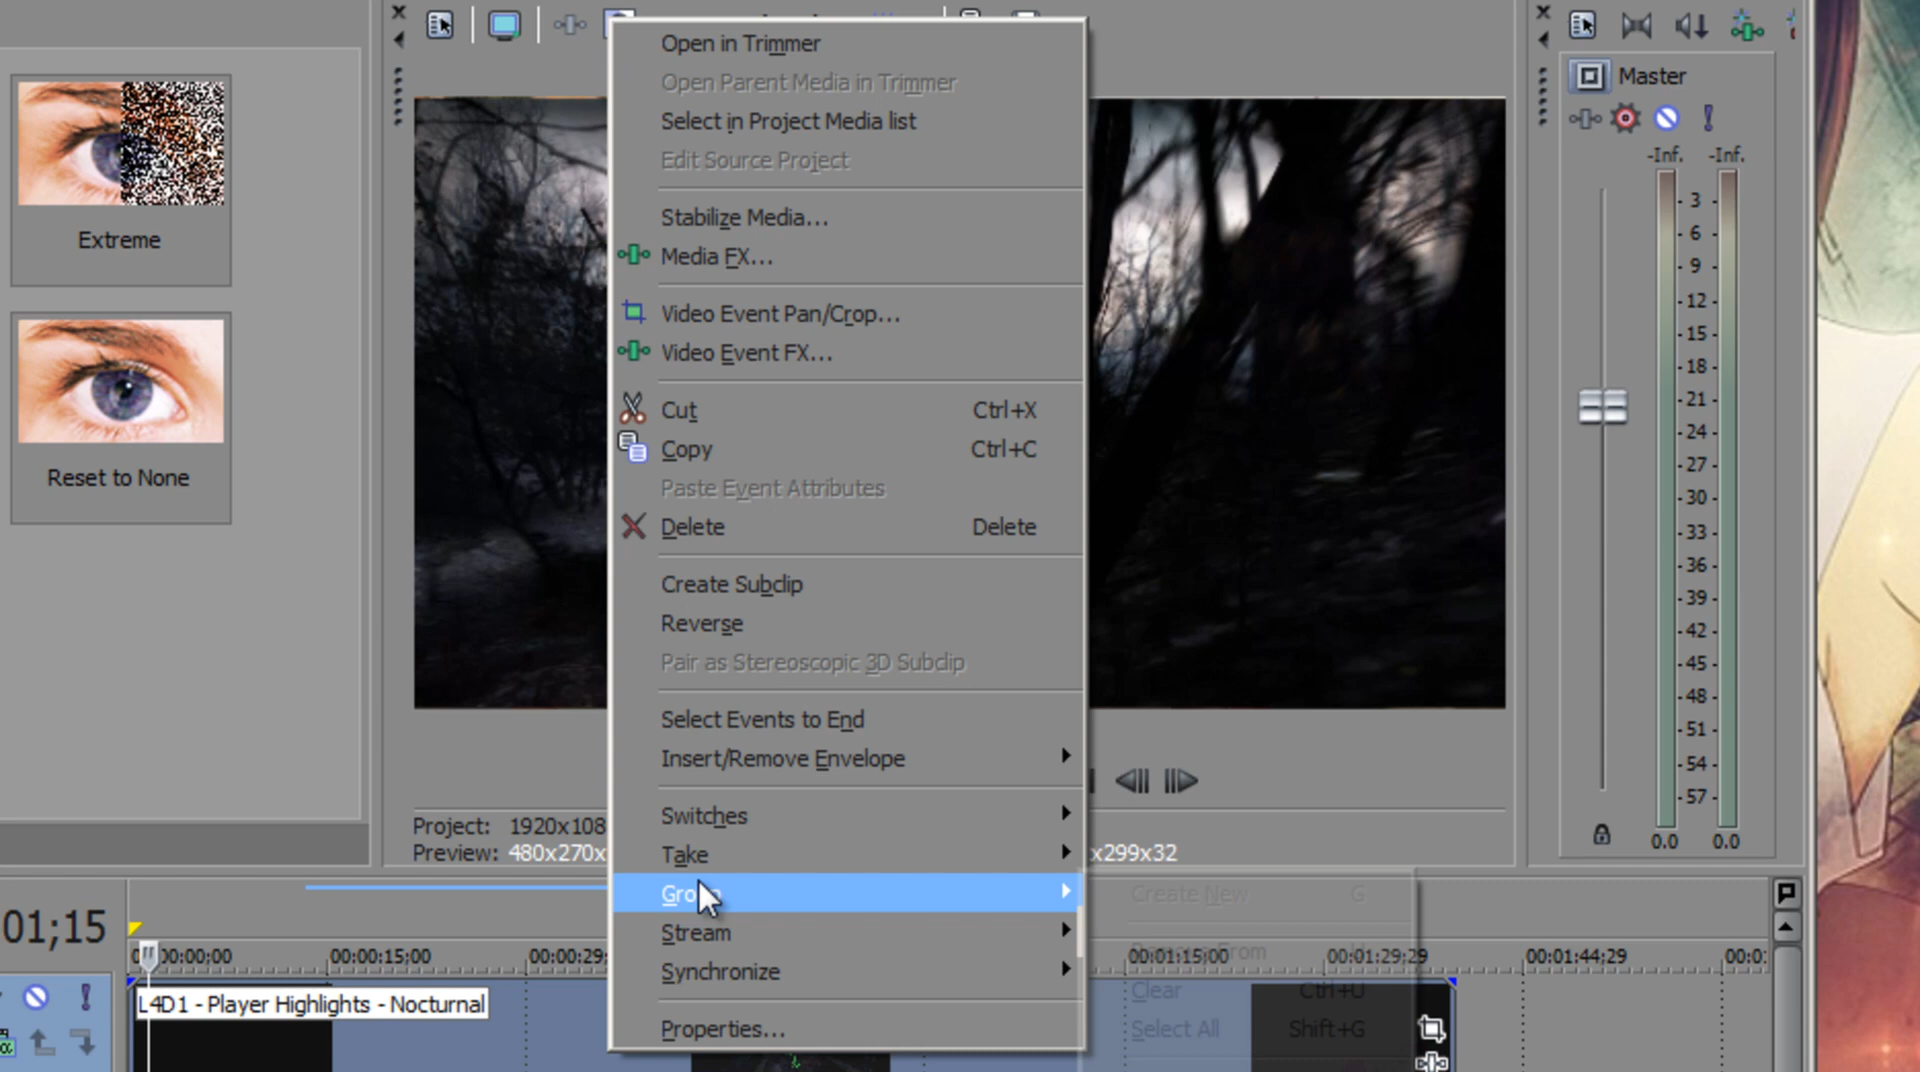 Extreme
Reset to None
Open in Trimmer
Open Parent Media in Trimmer
Select in Project Media list
Edit Source Project
Stabilize Media...
Media FX...
Video Event Pan/Crop...
Video Event FX...
Cut Ctrl+X
Copy Ctrl+C
Paste Event Attributes
Delete Delete
Create Subclip
Reverse
Pair as Stereoscopic 3D Subclip
Select Events to End
Insert/Remove Envelope
Switches
Take
Stream
Synchronize
Properties...
Create New G
Remove From U
Clear Ctrl+U
Select All Shift+G
Project: 1920x108
Preview: 480x270x
x299x32
Master
-Inf. -Inf.
3
6
9
12
15
18
21
24
27
30
33
36
39
42
45
48
51
54
57
0.0 0.0
01;15
00:00:15;00
00:01:15;00
00:01:29;29
00:01:44;29
L4D1 - Player Highlights - Nocturnal